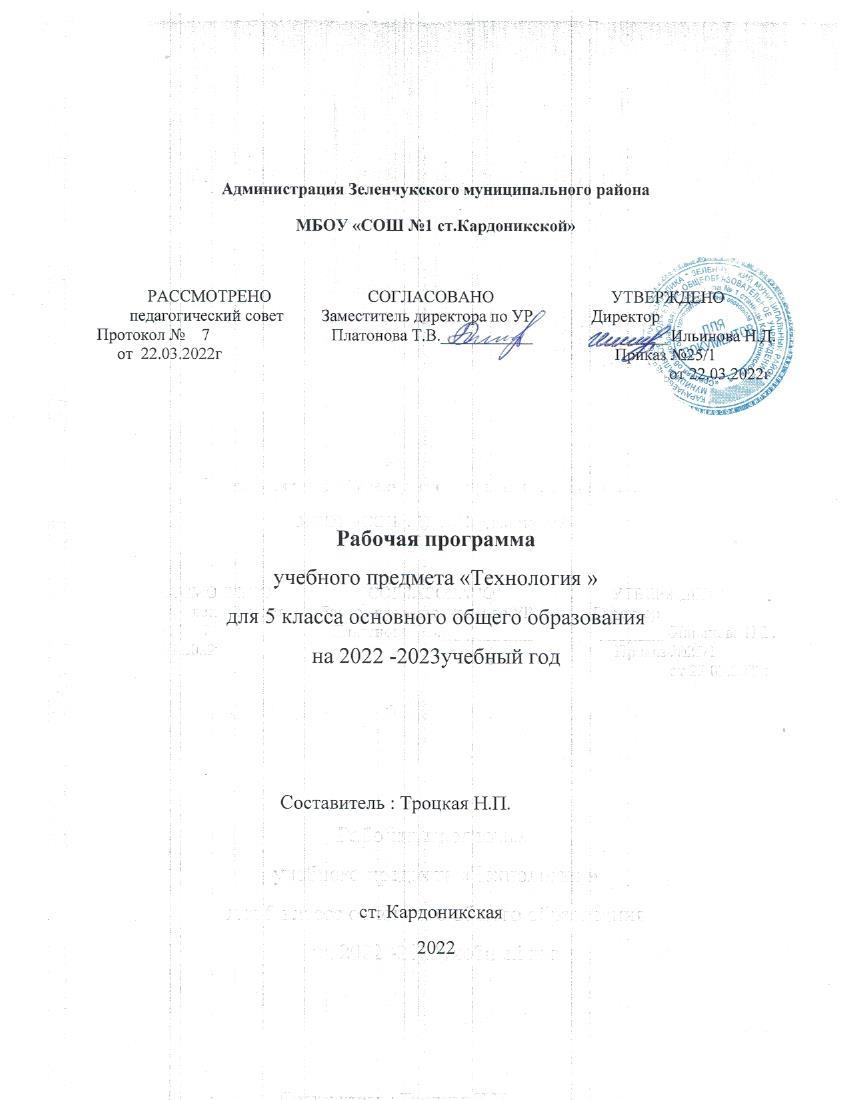 Администрация Зеленчукского муниципального района
МБОУ «СОШ №1 ст.Кардоникской»
РАССМОТРЕНО
педагогический совет
Протокол № 7
от 22.03.2022г
СОГЛАСОВАНО
Заместитель директора по УР
Платонова Т.В.
УТВЕРЖДЕНО
Директор
Ильинова Н.Д.
Приказ №25/1
от 22.03.2022г
ДЛЯ
ДОКУМЕНТОВ
Рабочая программа
учебного предмета «Технология »
для 5 класса основного общего образования
на 2022 -2023учебный год
Составитель : Троцкая Н.П.
ст. Кардоникская
2022